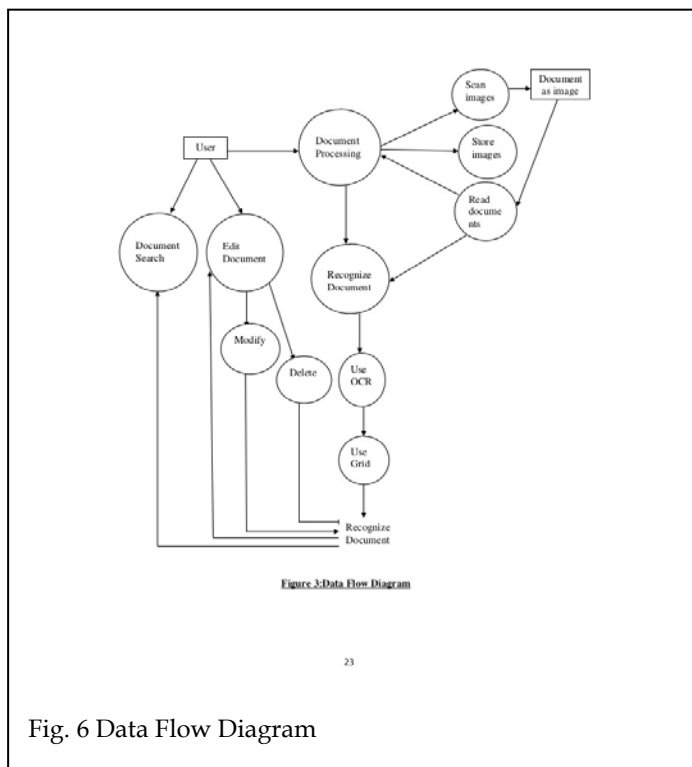 Scan
images
Document
as image
Document
Processing
User
Store
images
Read
docume
nts
Document
Search
Edit
Document
Recognize
Document
Modify
Delete
Use
OCR
Use
Grid
Recognize
Document
Figure 3:Data Flow Diagram
23
Fig. 6 Data Flow Diagram